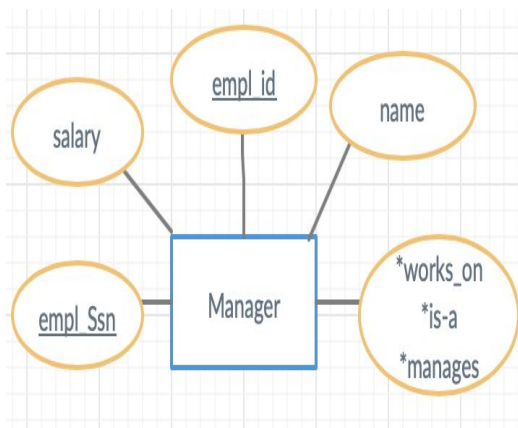 empl_id
name
salary
*works_on
*is-a
*manages
Manager
empl_Ssn